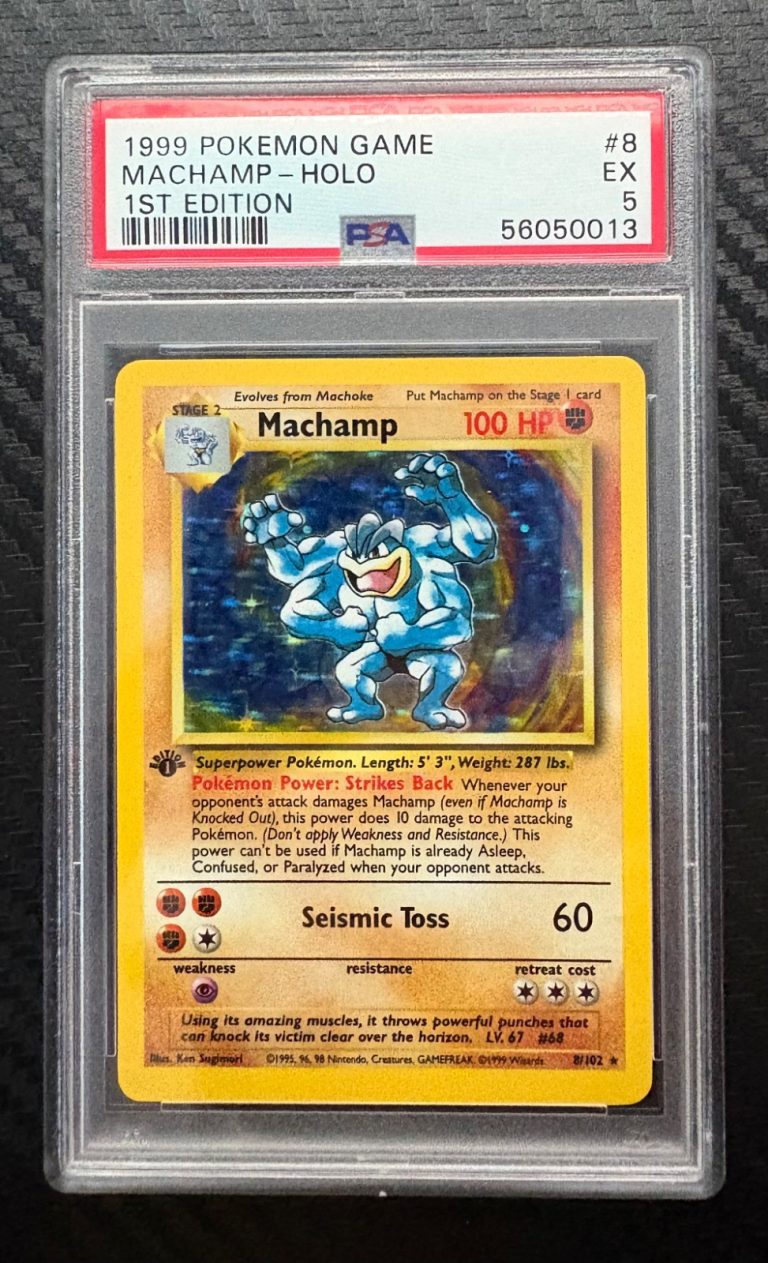 1999 POKEMON GAME #8
MACHAMP - HOLO EX
1ST EDITION 5
PSA 56050013
Evolves from Machoke Put Machamp on the Stage 1 card
STAGE 2
Machamp 100 HP
EDITION
1
Superpower Pokémon. Length: 5' 3", Weight: 287 lbs.
Pokémon Power: Strikes Back Whenever your
opponent's attack damages Machamp (even if Machamp is
Knocked Out), this power does 10 damage to the attacking
Pokémon. (Don't apply Weakness and Resistance.) This
power can't be used if Machamp is already Asleep,
Confused, or Paralyzed when your opponent attacks.
Seismic Toss 60
weakness resistance retreat cost
Using its amazing muscles, it throws powerful punches that
can knock its victim clear over the horizon. LV. 67 #68
Illus. Ken Sugimori ©1995, 96, 98 Nintendo, Creatures, GAMEFREAK. ©1999 Wizards. 8/102 ★